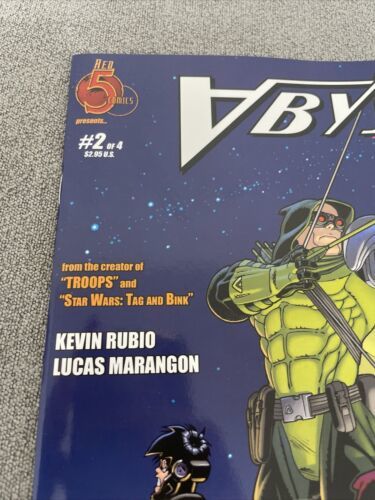 RED
5
COMICS
presents...
#2 OF 4
$2.95 U.S.
ABYS
from the creator of
"TROOPS" and
"STAR WARS: TAG AND BINK"
KEVIN RUBIO
LUCAS MARANGON